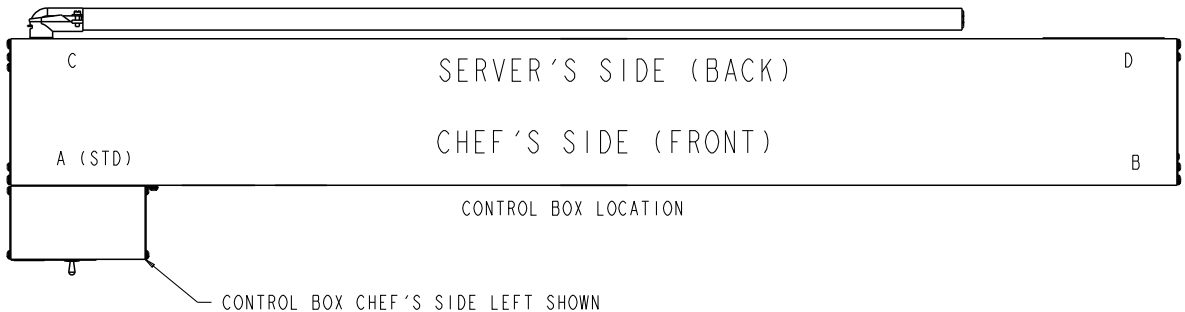 C
SERVER'S SIDE (BACK)
D
CHEF'S SIDE (FRONT)
A (STD)
B
CONTROL BOX LOCATION
CONTROL BOX CHEF'S SIDE LEFT SHOWN